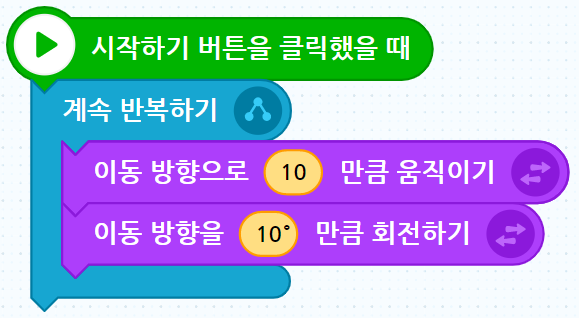 시작하기 버튼을 클릭했을 때
계속 반복하기
이동 방향으로 10 만큼 움직이기
이동 방향을 10° 만큼 회전하기